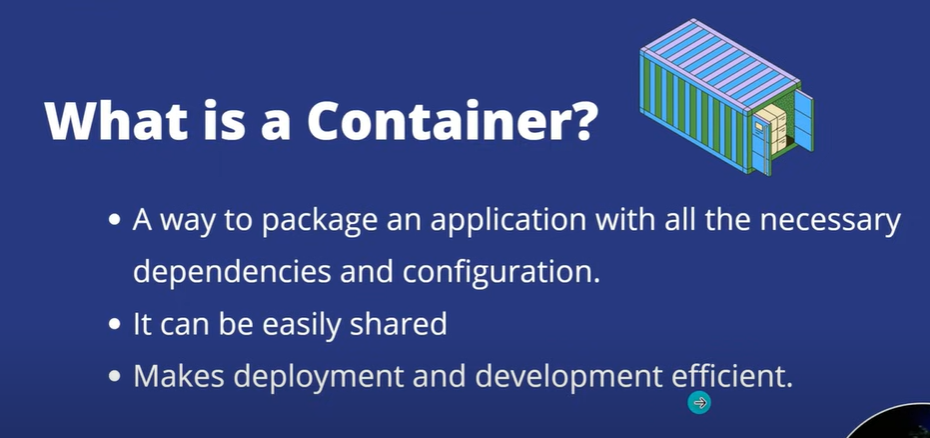 What is a Container?
A way to package an application with all the necessary
dependencies and configuration.
It can be easily shared
Makes deployment and development efficient.